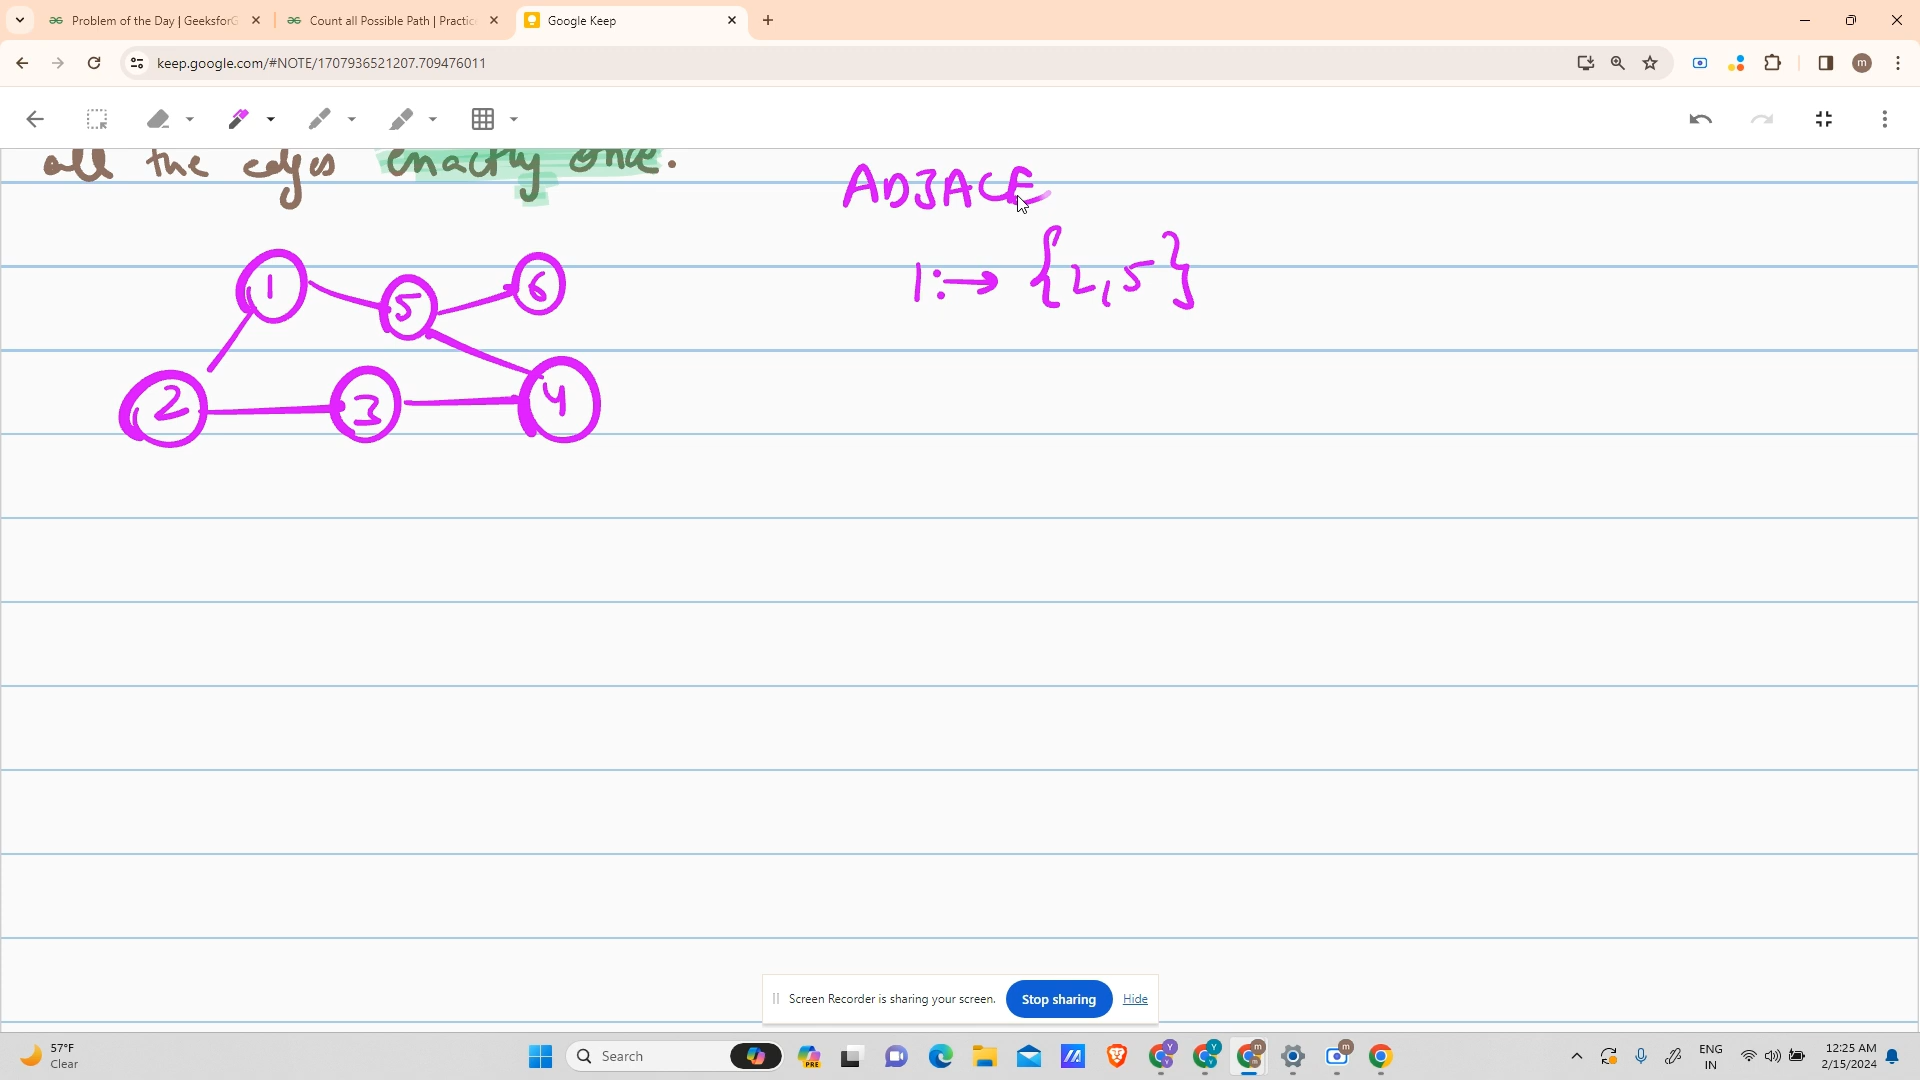 Problem of the Day | GeeksforG
Count all Possible Path | Practic
Google Keep
keep.google.com/#NOTE/1707936521207.709476011
m
all the edges exactly once.
ADJACE
1:→ {2,5}
1
5
6
2
3
4
Screen Recorder is sharing your screen.
Stop sharing
Hide
57°F
Clear
Search
PRE
Y
Y
m
m
ENG
IN
12:25 AM
2/15/2024